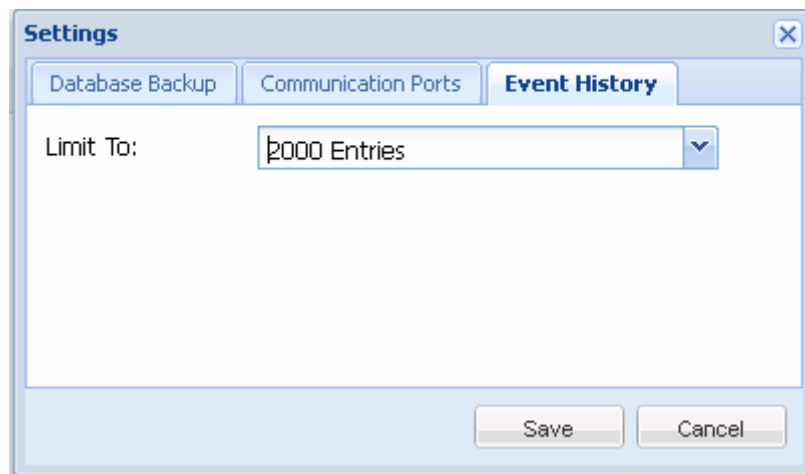 Settings
Database Backup Communication Ports Event History
Limit To: 2000 Entries
Save Cancel